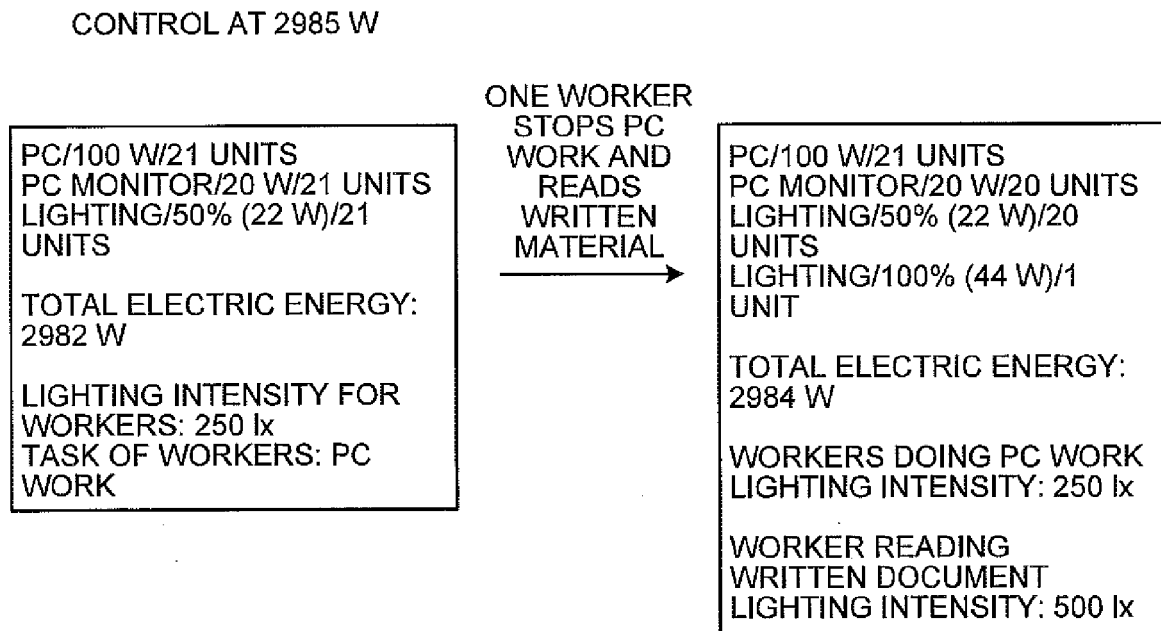 CONTROL AT 2985 W
PC/100 W/21 UNITS
PC MONITOR/20 W/21 UNITS
LIGHTING/50% (22 W)/21
UNITS
TOTAL ELECTRIC ENERGY:
2982 W
LIGHTING INTENSITY FOR
WORKERS: 250 lx
TASK OF WORKERS: PC
WORK
ONE WORKER
STOPS PC
WORK AND
READS
WRITTEN
MATERIAL
PC/100 W/21 UNITS
PC MONITOR/20 W/20 UNITS
LIGHTING/50% (22 W)/20
UNITS
LIGHTING/100% (44 W)/1
UNIT
TOTAL ELECTRIC ENERGY:
2984 W
WORKERS DOING PC WORK
LIGHTING INTENSITY: 250 lx
WORKER READING
WRITTEN DOCUMENT
LIGHTING INTENSITY: 500 lx